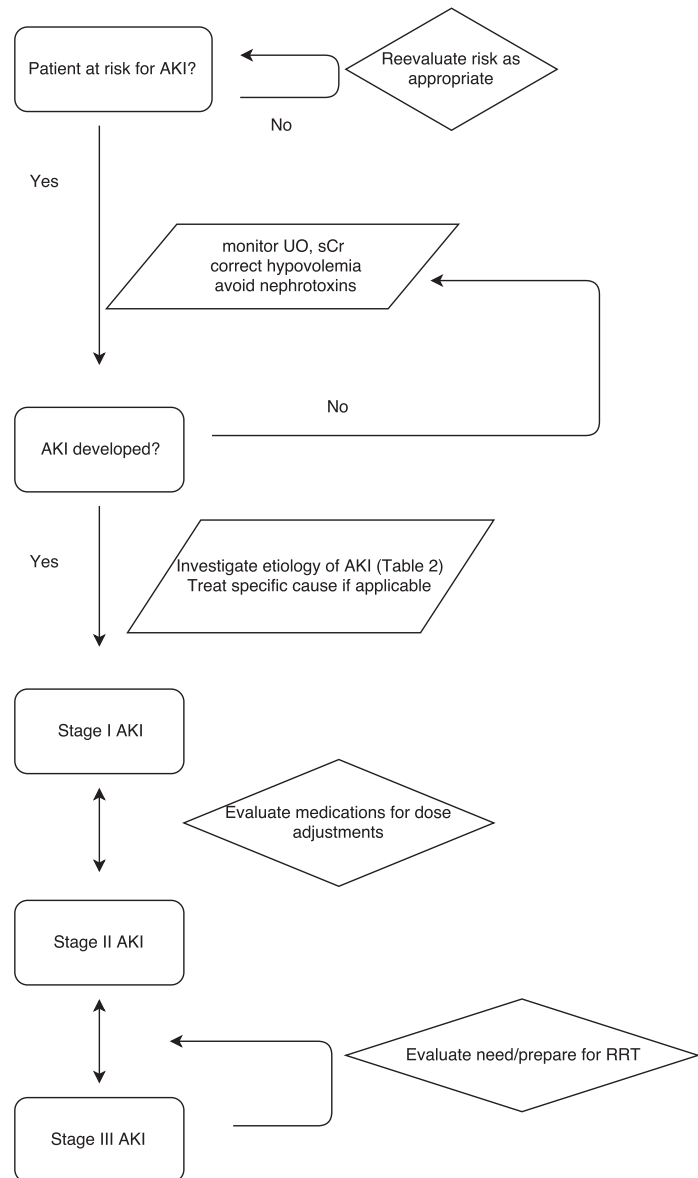 Patient at risk for AKI?
Reevaluate risk as
appropriate
No
Yes
monitor UO, sCr
correct hypovolemia
avoid nephrotoxins
No
AKI developed?
Yes
Investigate etiology of AKI (Table 2)
Treat specific cause if applicable
Stage I AKI
Evaluate medications for dose
adjustments
Stage II AKI
Evaluate need/prepare for RRT
Stage III AKI